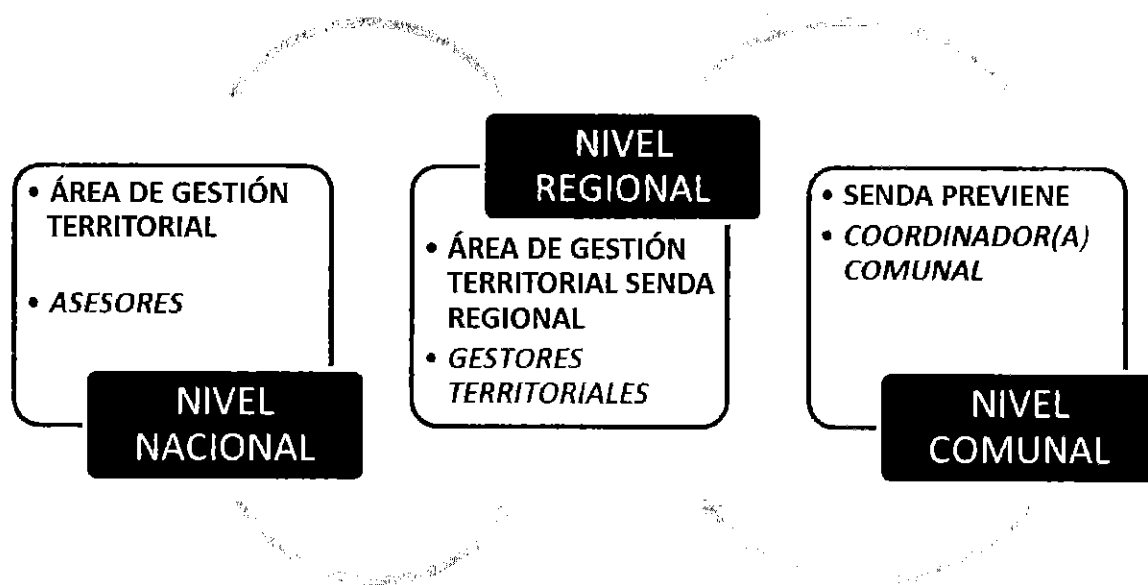 • ÁREA DE GESTIÓN
TERRITORIAL
• ASESORES
NIVEL
NACIONAL
NIVEL
REGIONAL
• ÁREA DE GESTIÓN
TERRITORIAL SENDA
REGIONAL
• GESTORES
TERRITORIALES
• SENDA PREVIENE
• COORDINADOR(A)
COMUNAL
NIVEL
COMUNAL